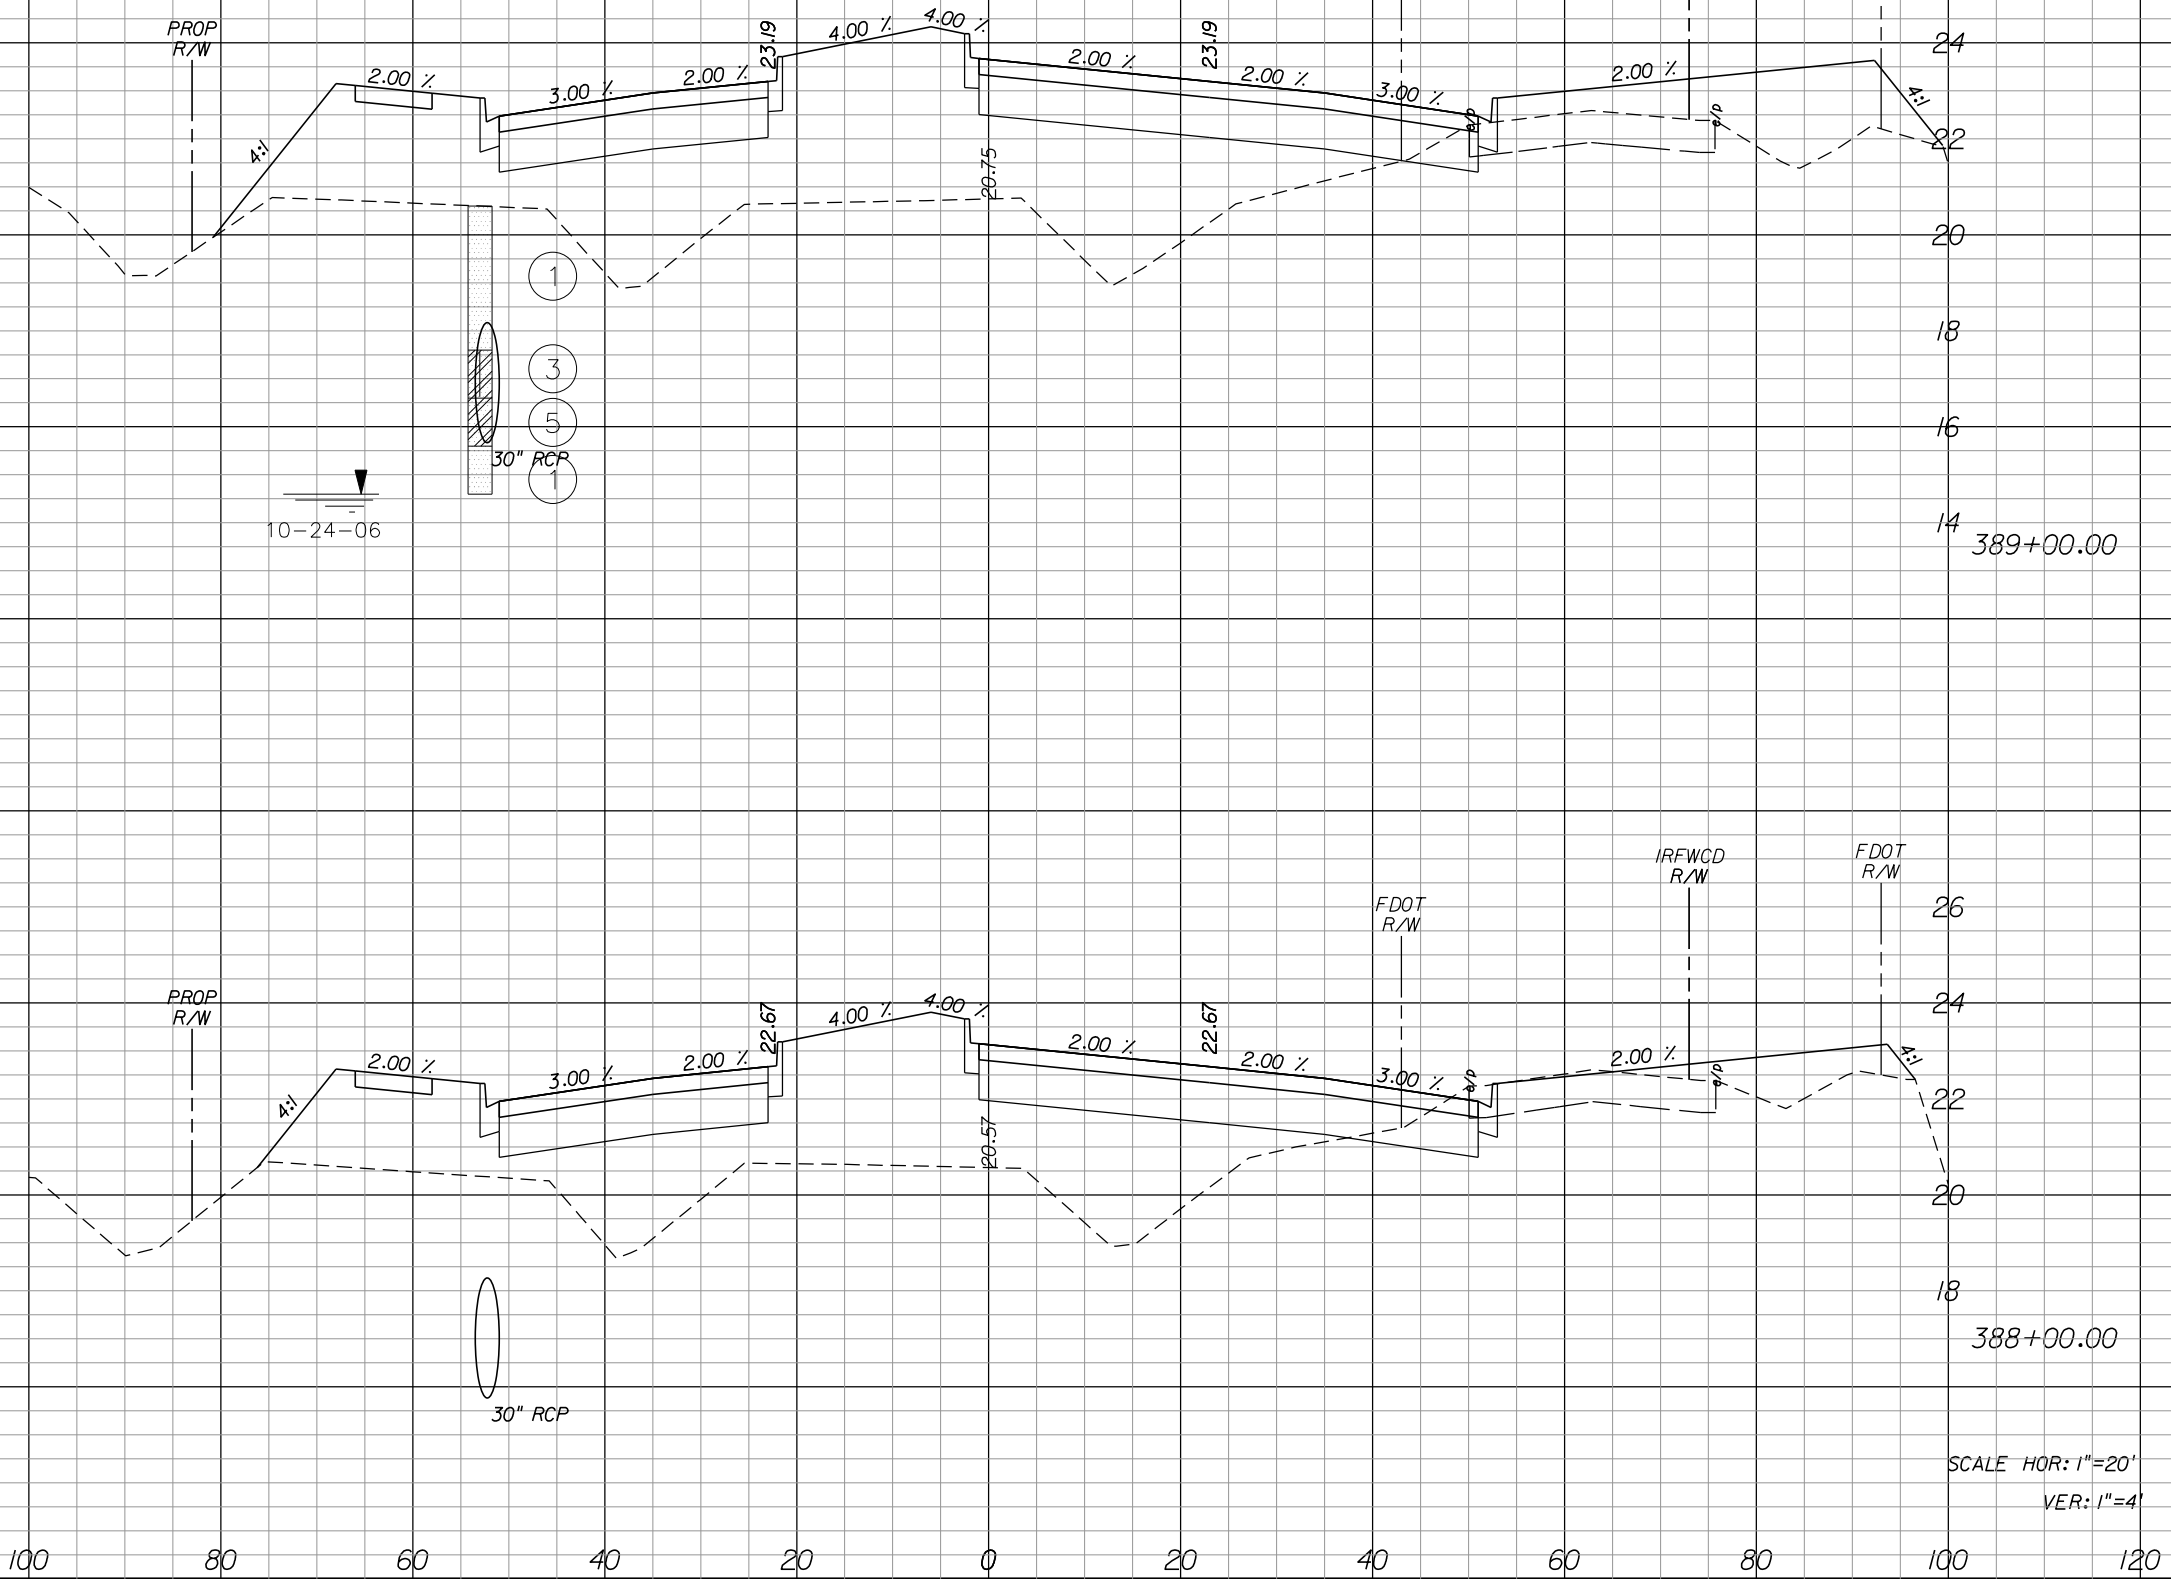 PROP
R/W
4:1
2.00 %
3.00 %
2.00 %
23.19
4.00 %
4.00 %
2.00 %
23.19
2.00 %
3.00 %
e/p
2.00 %
e/p
4:1
24
22
20
18
16
14
20.75
1
3
5
1
30" RCP
10-24-06
389+00.00
PROP
R/W
4:1
2.00 %
3.00 %
2.00 %
22.67
4.00 %
4.00 %
2.00 %
22.67
2.00 %
3.00 %
FDOT
R/W
e/p
2.00 %
IRFWCD
R/W
e/p
FDOT
R/W
4:1
26
24
22
20
18
20.57
30" RCP
388+00.00
SCALE HOR: 1"=20'
VER: 1"=4'
100 80 60 40 20 0 20 40 60 80 100 120